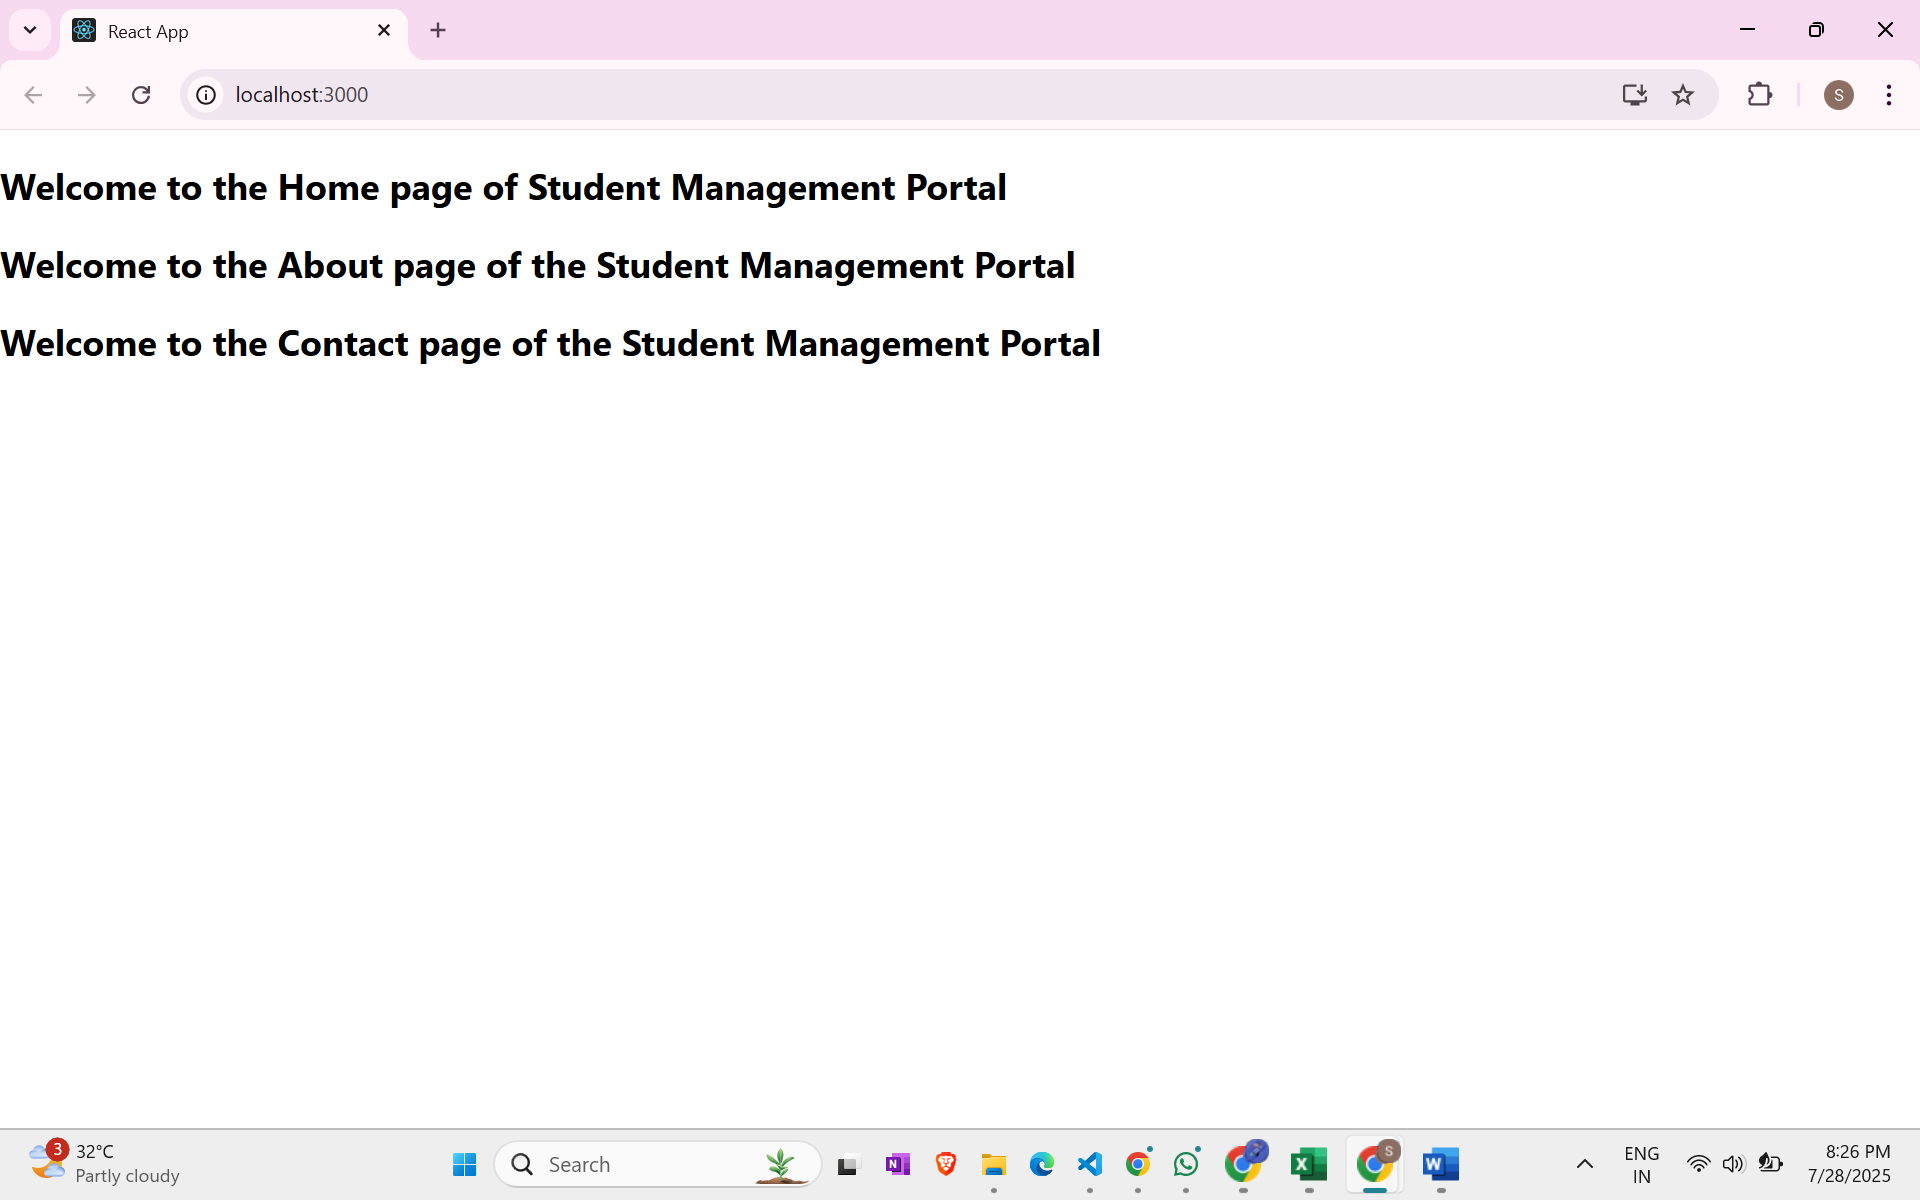 React App
localhost:3000
S
Welcome to the Home page of Student Management Portal
Welcome to the About page of the Student Management Portal
Welcome to the Contact page of the Student Management Portal
3
32°C
Partly cloudy
Search
N
S
X
W
ENG
IN
8:26 PM
7/28/2025